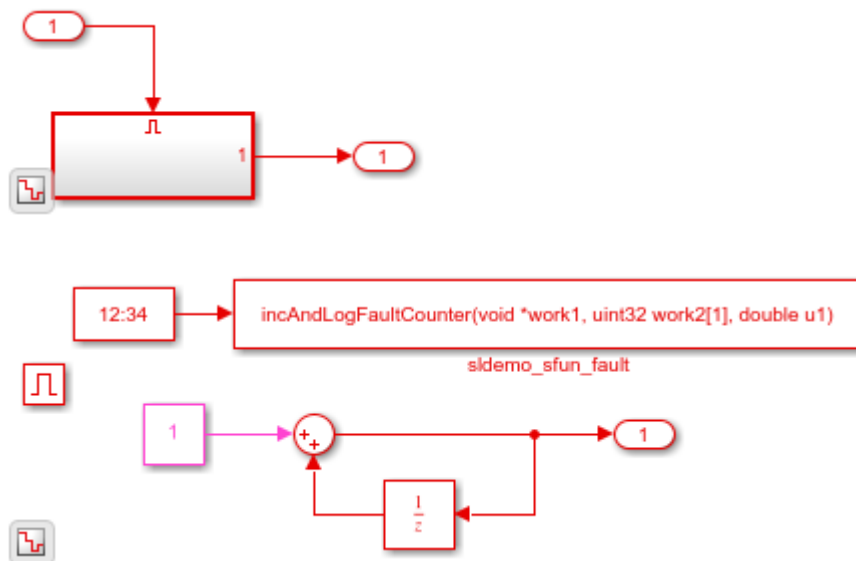 1
1
1
12:34
incAndLogFaultCounter(void *work1, uint32 work2[1], double u1)
sldemo_sfun_fault
1
1
1
z